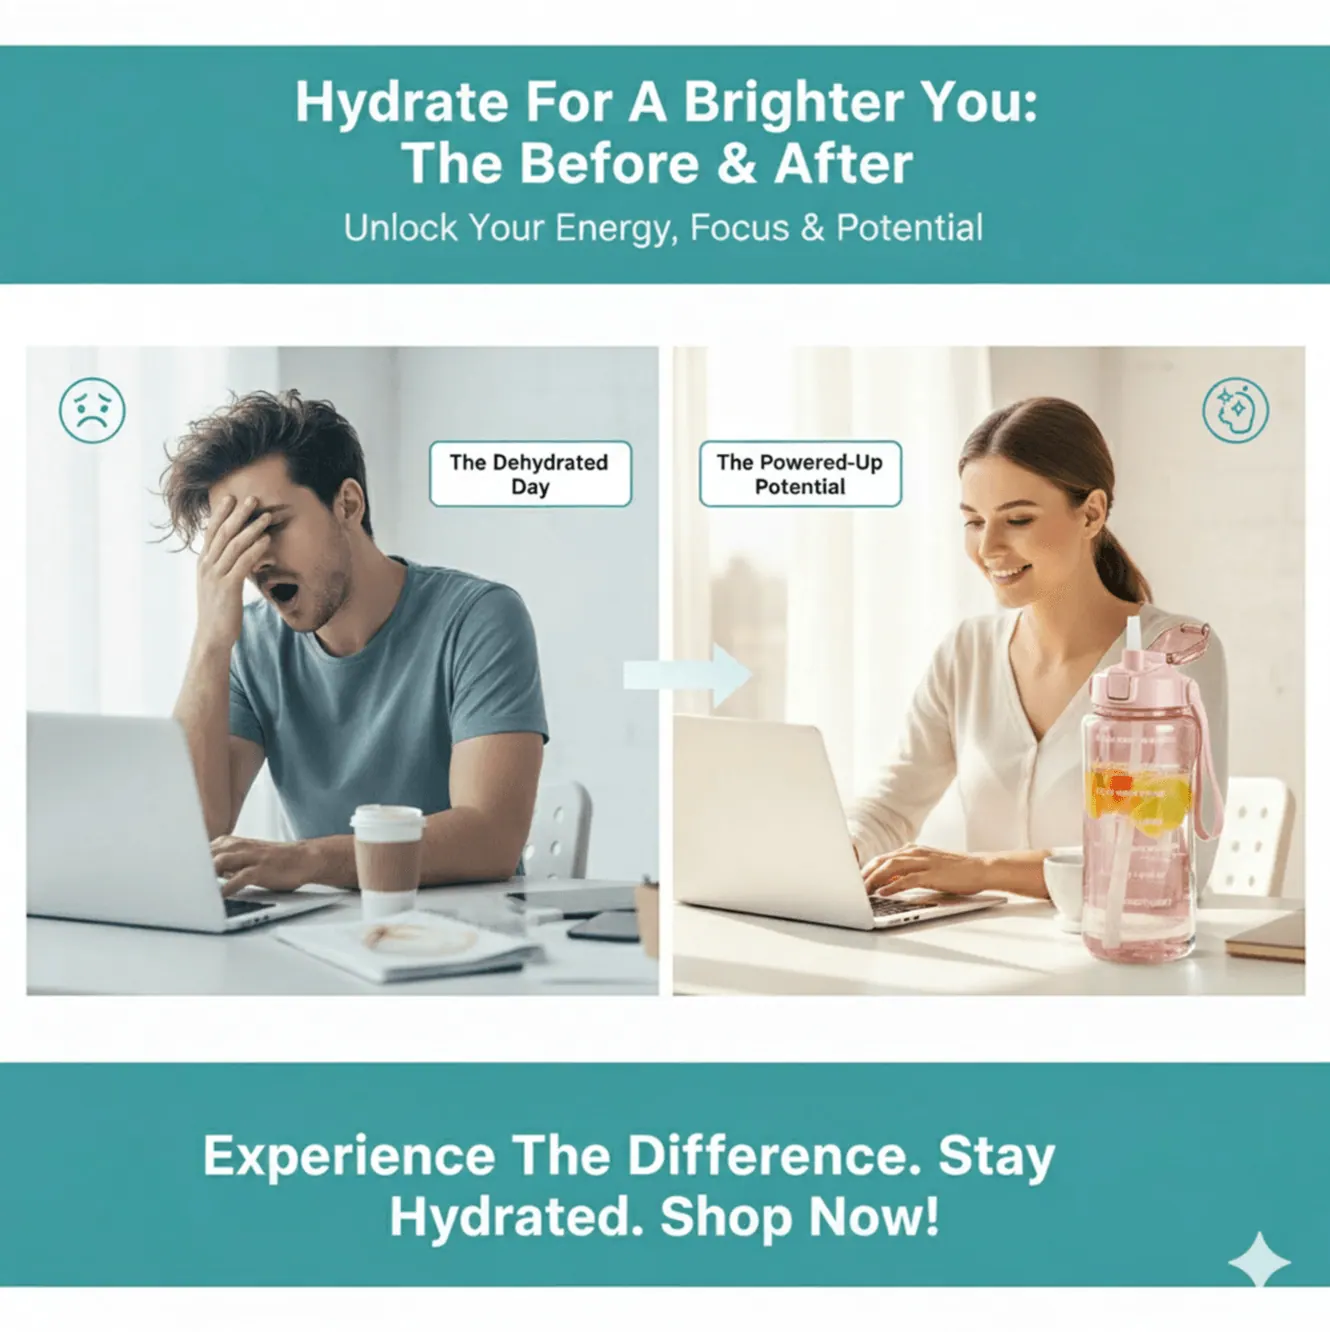 Hydrate For A Brighter You:
The Before & After
Unlock Your Energy, Focus & Potential
The Dehydrated
Day
The Powered-Up
Potential
Experience The Difference. Stay
Hydrated. Shop Now!